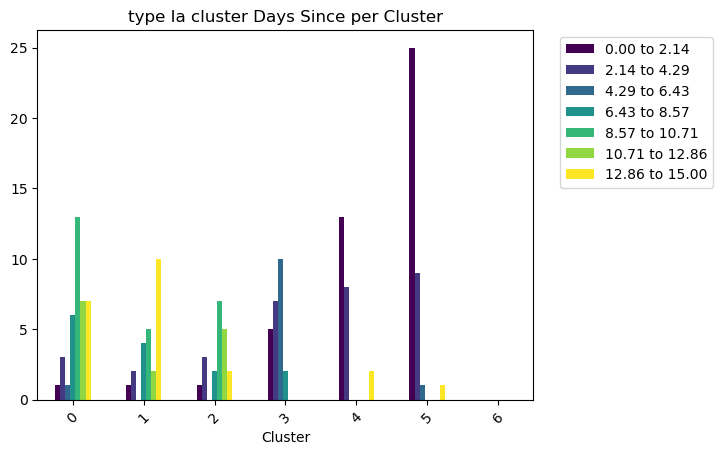 type Ia cluster Days Since per Cluster
25
20
15
10
5
0
0
1
2
3
4
5
6
Cluster
0.00 to 2.14
2.14 to 4.29
4.29 to 6.43
6.43 to 8.57
8.57 to 10.71
10.71 to 12.86
12.86 to 15.00